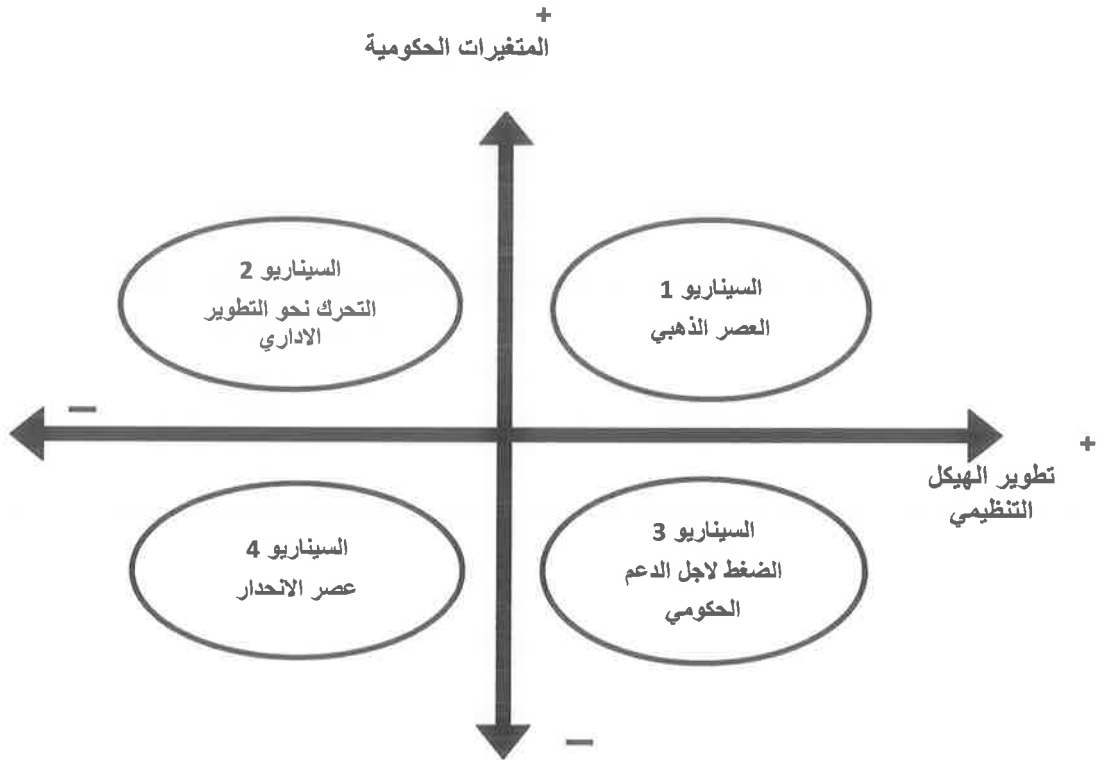 +
المتغيرات الحكومية
السيناريو 2
التحرك نحو التطوير
الاداري
السيناريو 1
العصر الذهبي
−
+
تطوير الهيكل
التنظيمي
السيناريو 4
عصر الانحدار
السيناريو 3
الضغط لاجل الدعم
الحكومي
−